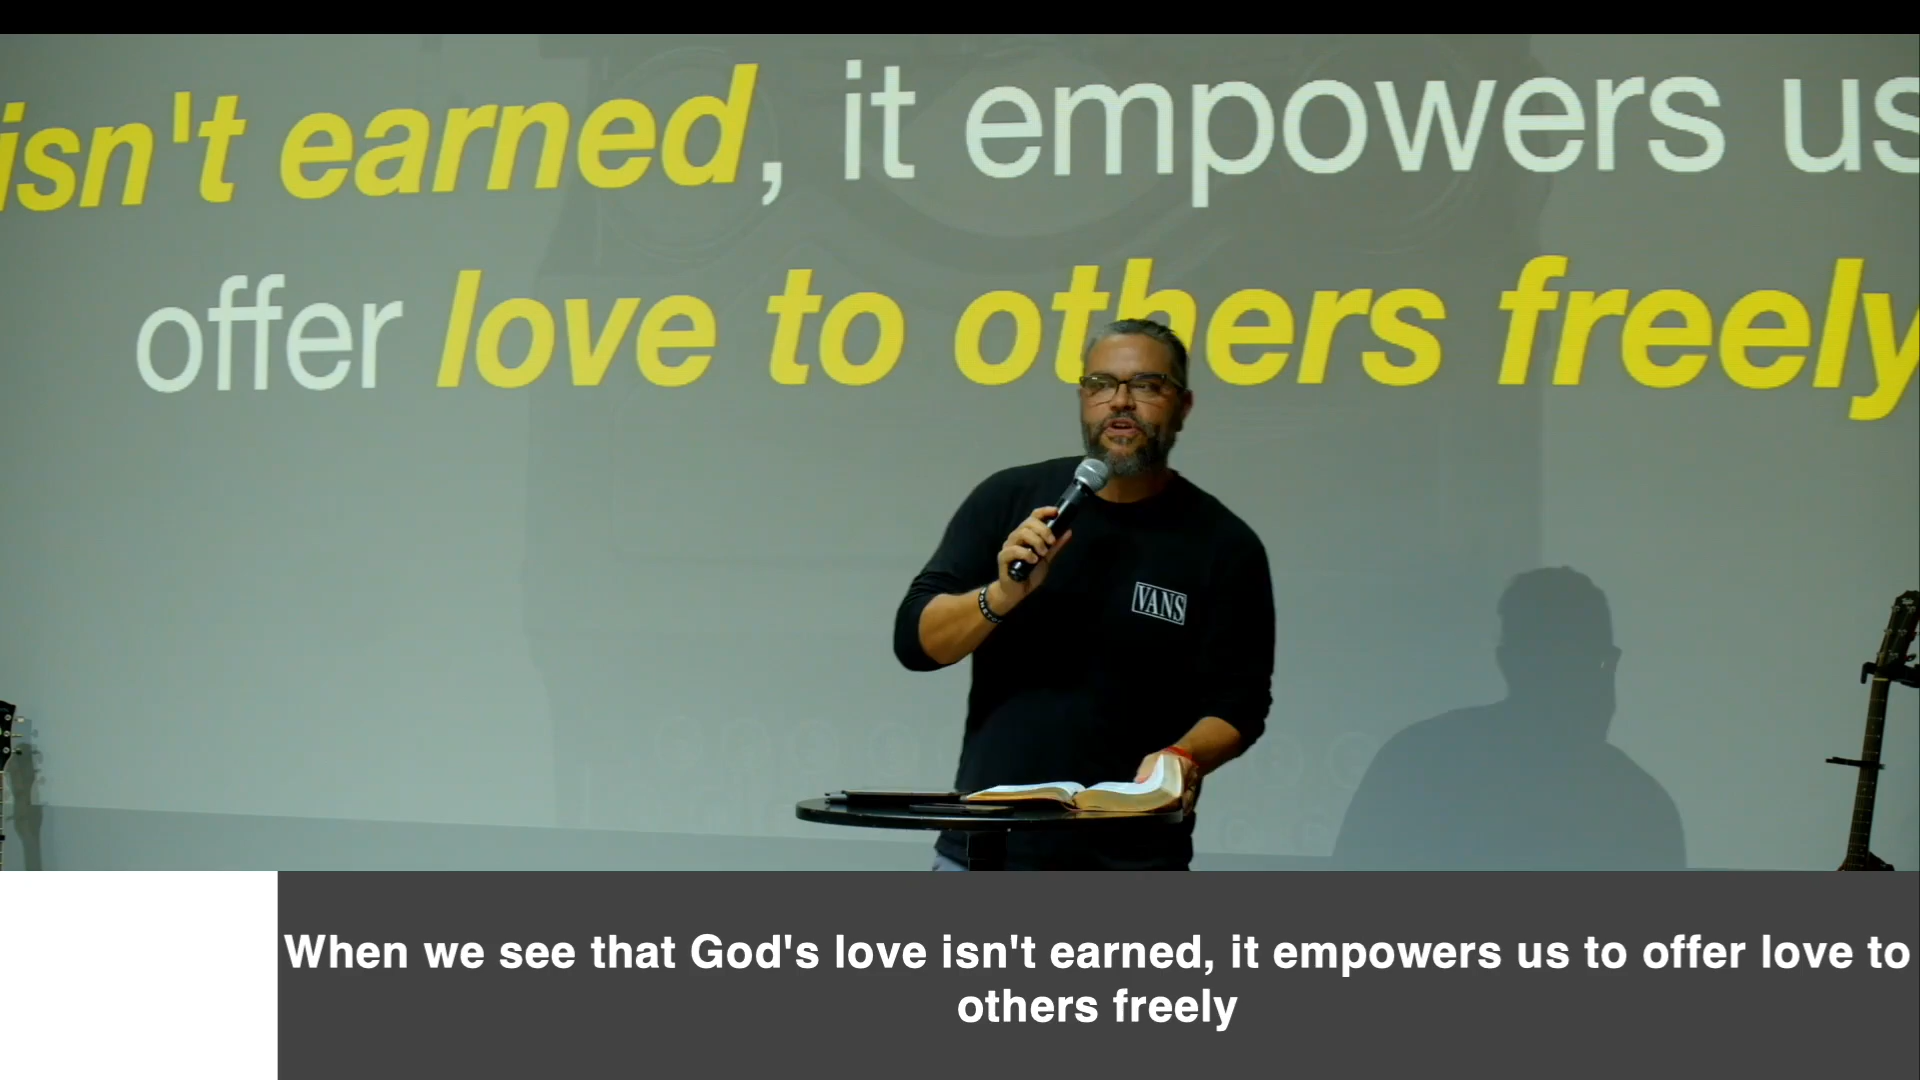 isn't earned, it empowers us
offer love to others freely
VANS
When we see that God's love isn't earned, it empowers us to offer love to
others freely